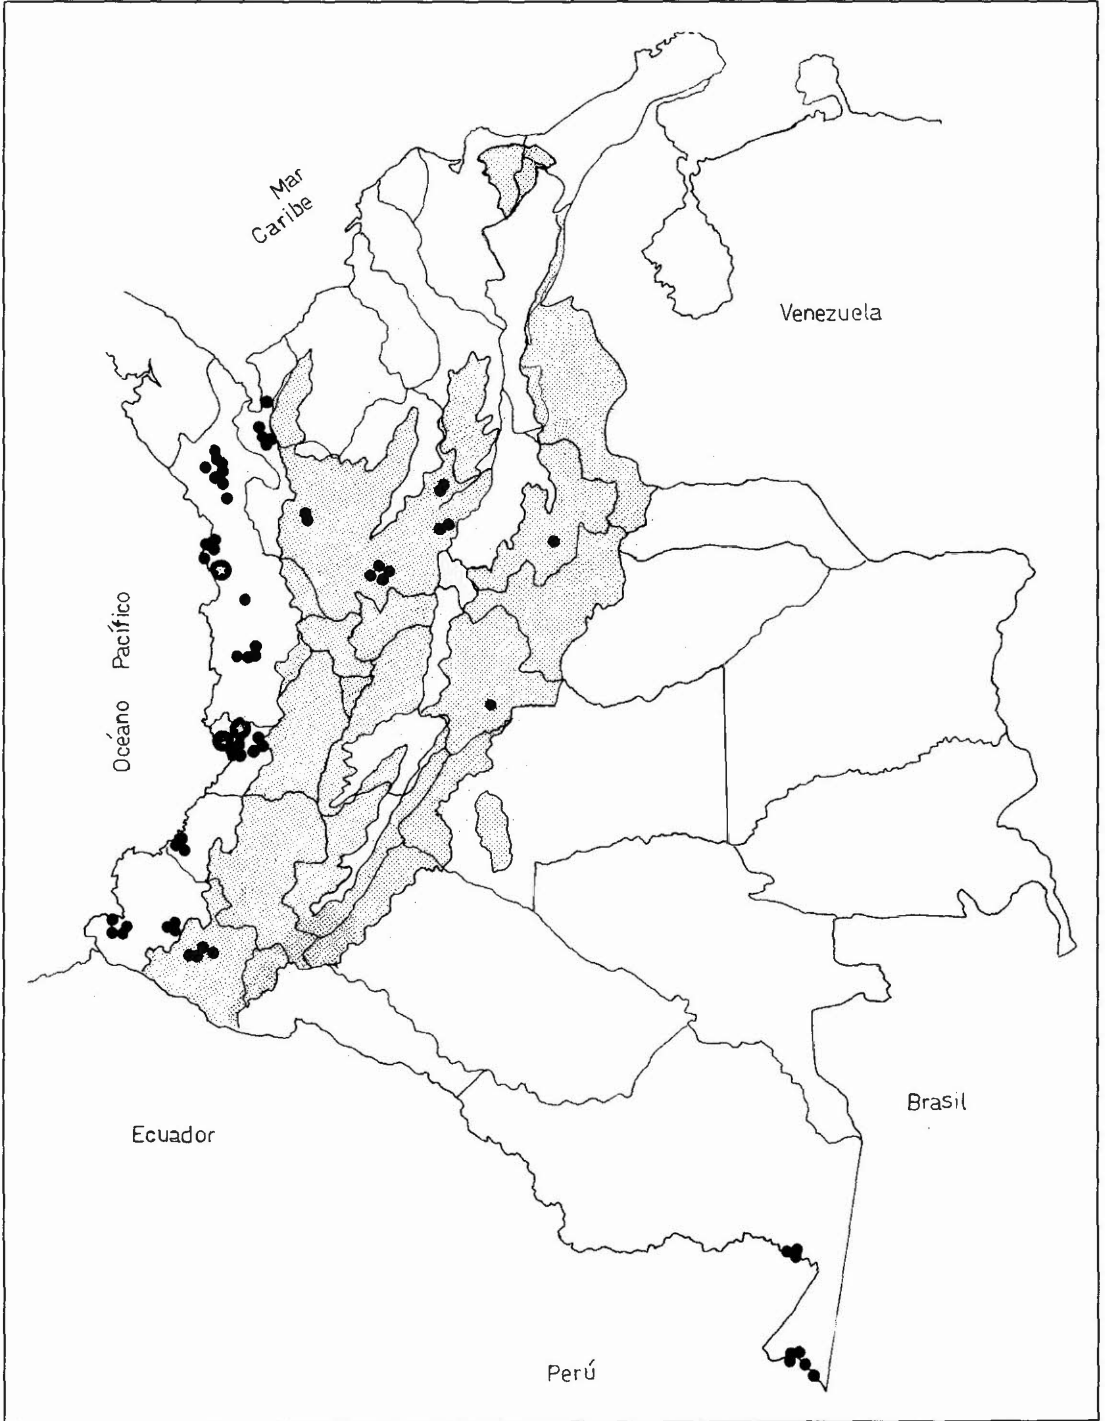 Mar
Caribe
Venezuela
Océano Pacífico
Ecuador
Brasil
Perú